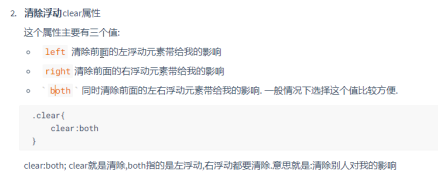 2. 清除浮动clear属性
这个属性主要有三个值:
left 清除前面的左浮动元素带给我的影响
right 清除前面的右浮动元素带给我的影响
`both` 同时清除前面的左右浮动元素带给我的影响. 一般情况下选择这个值比较方便.
.clear{
    clear:both
}
clear:both; clear就是清除,both指的是左浮动,右浮动都要清除.意思就是:清除别人对我的影响